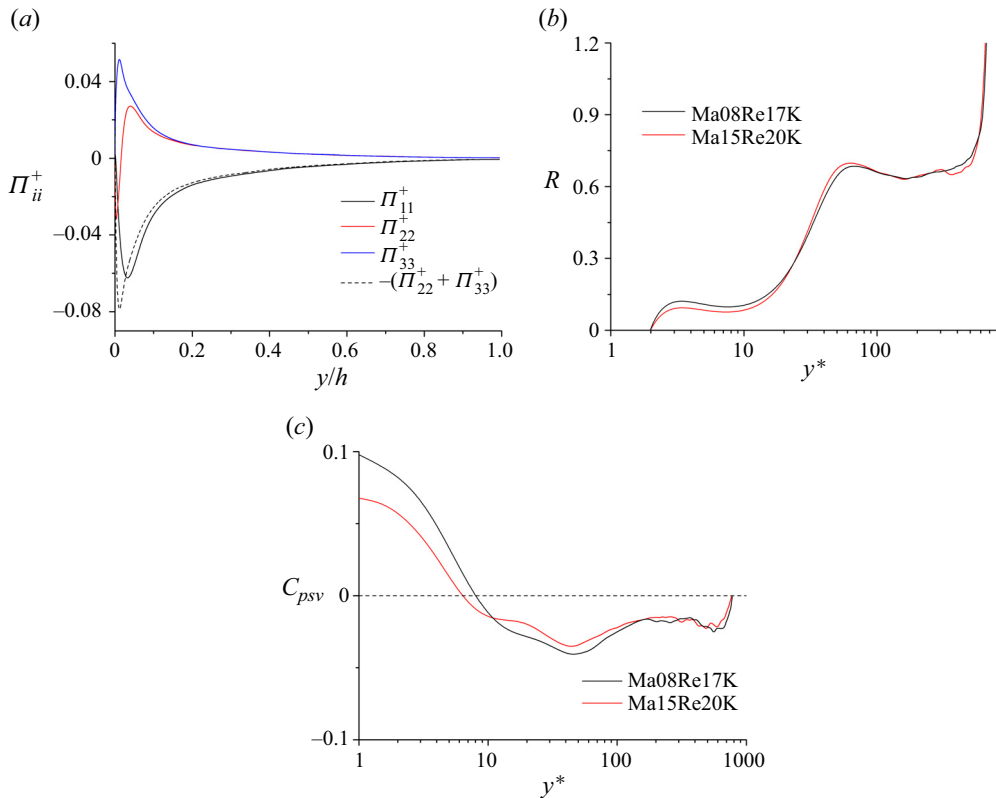 (a)
0.04
0
−0.04
−0.08
Π⁺ᵢᵢ
Π⁺₁₁
Π⁺₂₂
Π⁺₃₃
−(Π⁺₂₂ + Π⁺₃₃)
0 0.2 0.4 0.6 0.8 1.0
y/h
(b)
1.2
0.9
0.6
0.3
0
R
Ma08Re17K
Ma15Re20K
1 10 100
y*
(c)
0.1
0
−0.1
C_psv
Ma08Re17K
Ma15Re20K
1 10 100 1000
y*